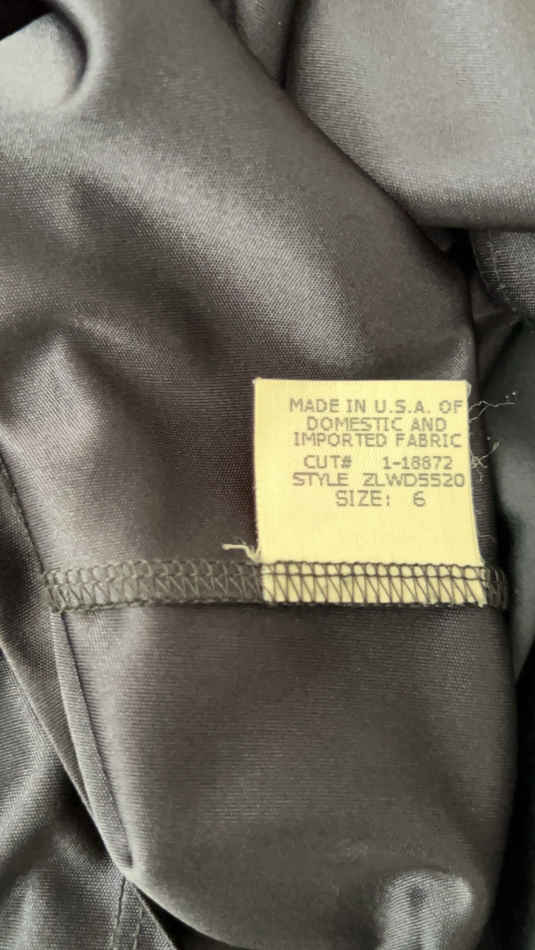 MADE IN U.S.A. OF
DOMESTIC AND
IMPORTED FABRIC
CUT# 1-18872
STYLE ZLWD5520
SIZE: 6